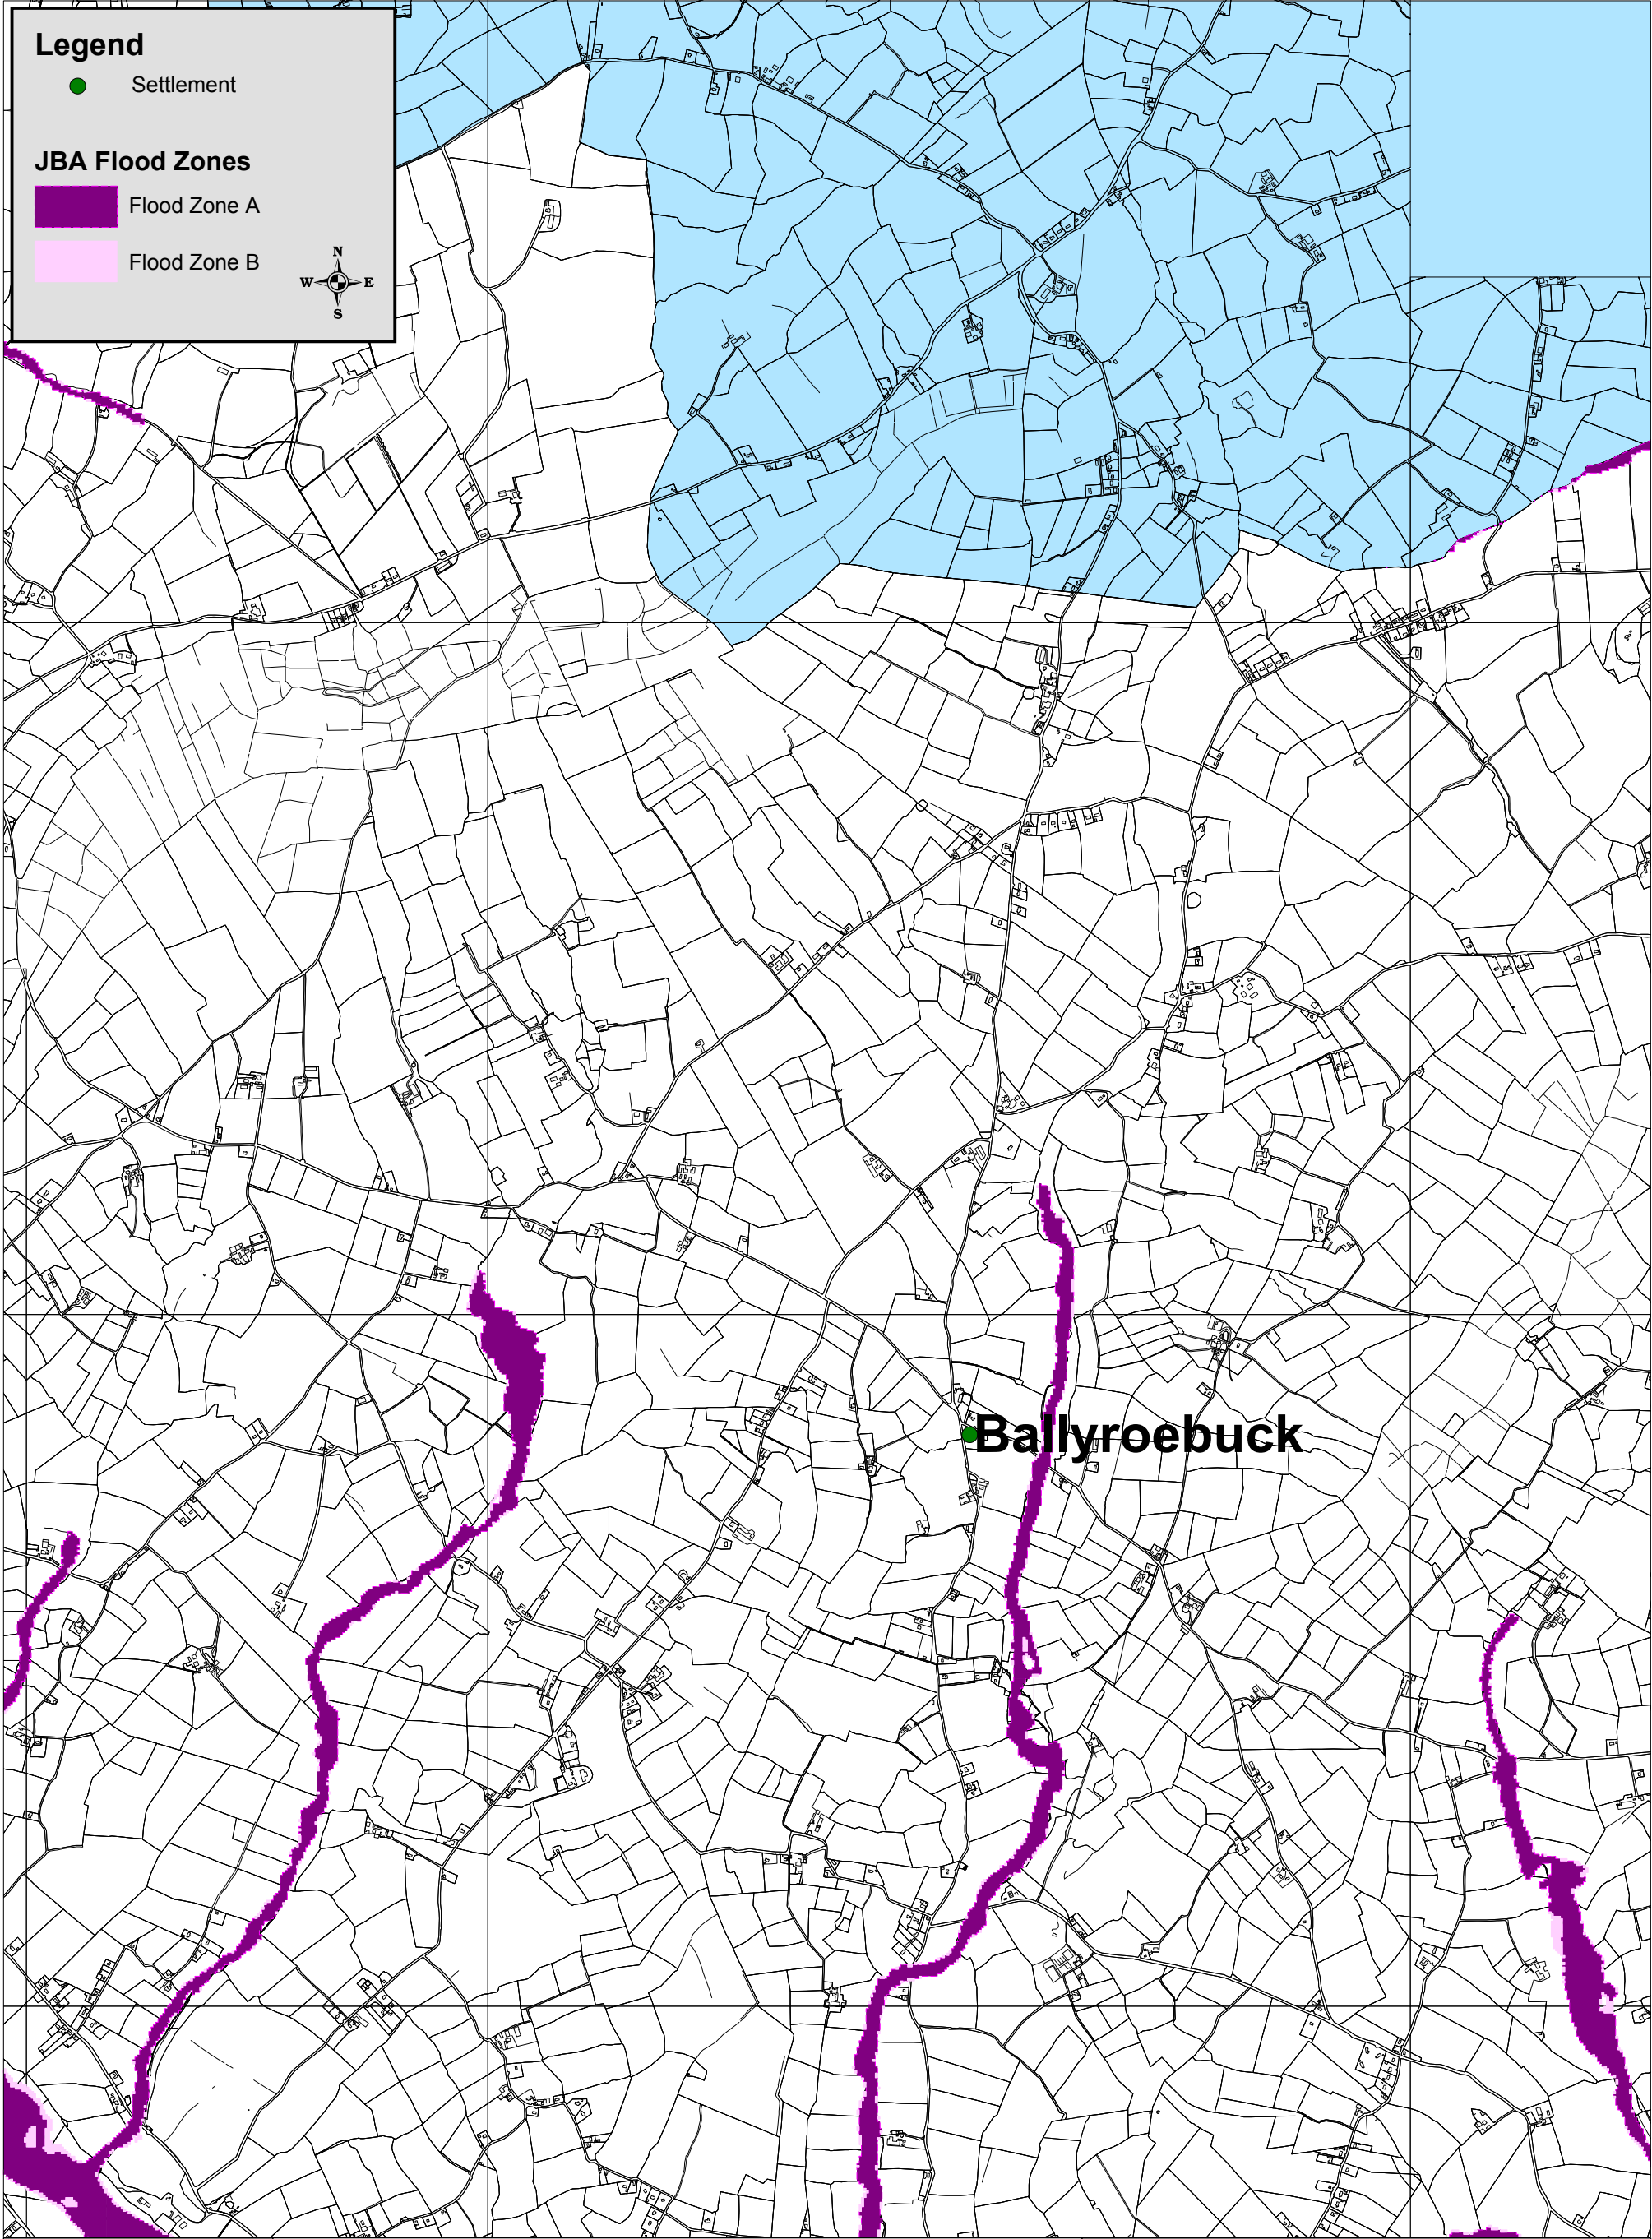 Legend
Settlement
JBA Flood Zones
Flood Zone A
Flood Zone B
N
W E
S
Ballyroebuck